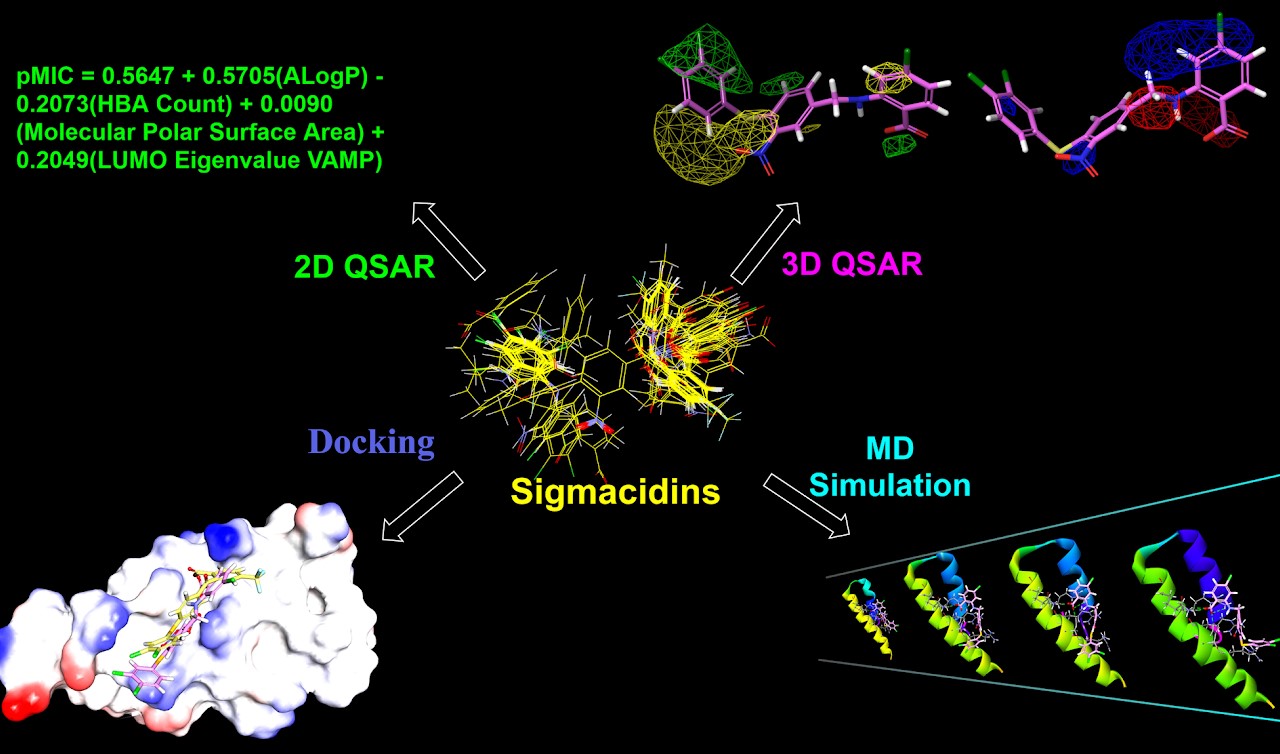 pMIC = 0.5647 + 0.5705(ALogP) -
0.2073(HBA Count) + 0.0090
(Molecular Polar Surface Area) +
0.2049(LUMO Eigenvalue VAMP)
2D QSAR
3D QSAR
Docking
Sigmacidins
MD
Simulation